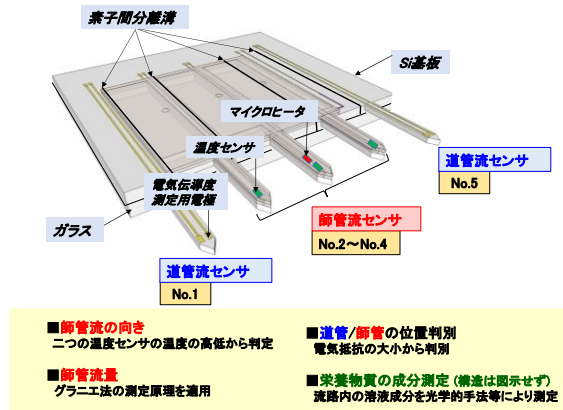 素子間分離溝
Si基板
マイクロヒータ
温度センサ
電気伝導度
測定用電極
ガラス
道管流センサ
No.5
師管流センサ
No.2～No.4
道管流センサ
No.1
■師管流の向き
二つの温度センサの温度の高低から判定
■師管流量
グラニエ法の測定原理を適用
■道管/師管の位置判別
電気抵抗の大小から判別
■栄養物質の成分測定（構造は図示せず）
流路内の溶液成分を光学的手法等により測定